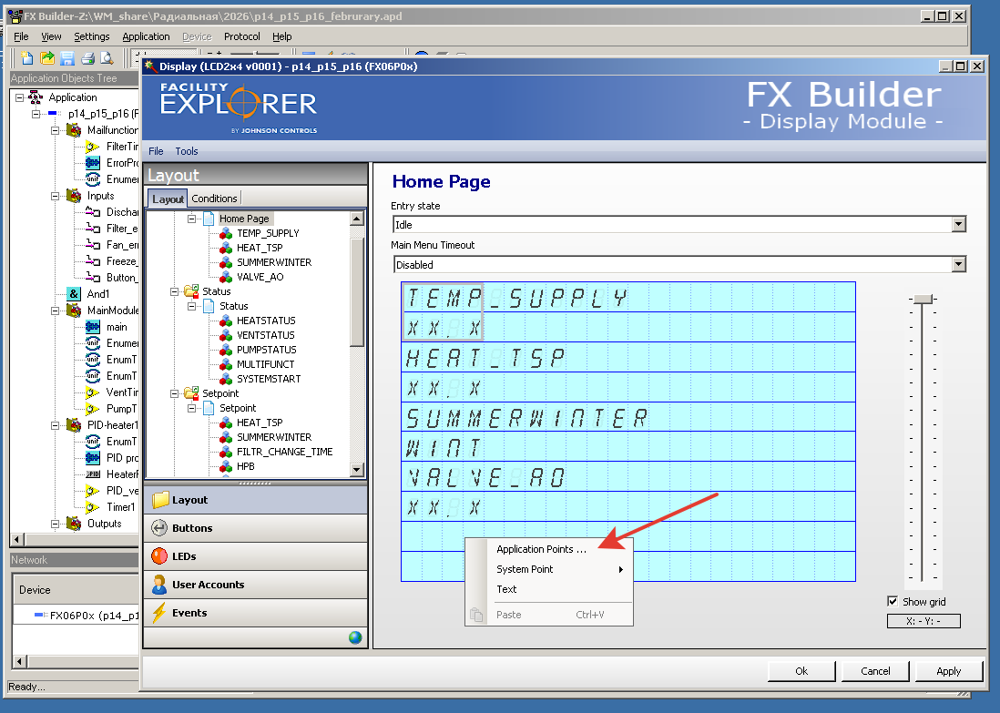 FX Builder-Z:\WM_share\Радиальная\2026\p14_p15_p16_februrary.apd
File View Settings Application Device Protocol Help
Application Objects Tree
Application
p14_p15_p16 (F
Mailfunction
FilterTim
ErrorPro
Enumer
Inputs
Dischar
Filter_e
Fan_err
Freeze_
Button_
And1
MainModule
main
Enumer
EnumT
EnumT
VentTim
PumpT
PID-heater1
EnumT
PID pro
HeaterP
PID_ve
Timer1
Outputs
Network
Device
FX06P0x (p14_p1
Ready...
Display (LCD2x4 v0001) - p14_p15_p16 (FX06P0x)
FACILITY
EXPLORER
BY JOHNSON CONTROLS
FX Builder
- Display Module -
File Tools
Layout
Layout Conditions
Home Page
TEMP_SUPPLY
HEAT_TSP
SUMMERWINTER
VALVE_AO
Status
Status
HEATSTATUS
VENTSTATUS
PUMPSTATUS
MULTIFUNCT
SYSTEMSTART
Setpoint
Setpoint
HEAT_TSP
SUMMERWINTER
FILTR_CHANGE_TIME
HPB
Layout
Buttons
LEDs
User Accounts
Events
Home Page
Entry state
Idle
Main Menu Timeout
Disabled
TEMP_SUPPLY
XX.X
HEAT_TSP
XX.X
SUMMERWINTER
WINT
VALVE_AO
XX.X
Application Points ...
System Point
Text
Paste Ctrl+V
Show grid
X: - Y: -
Ok Cancel Apply